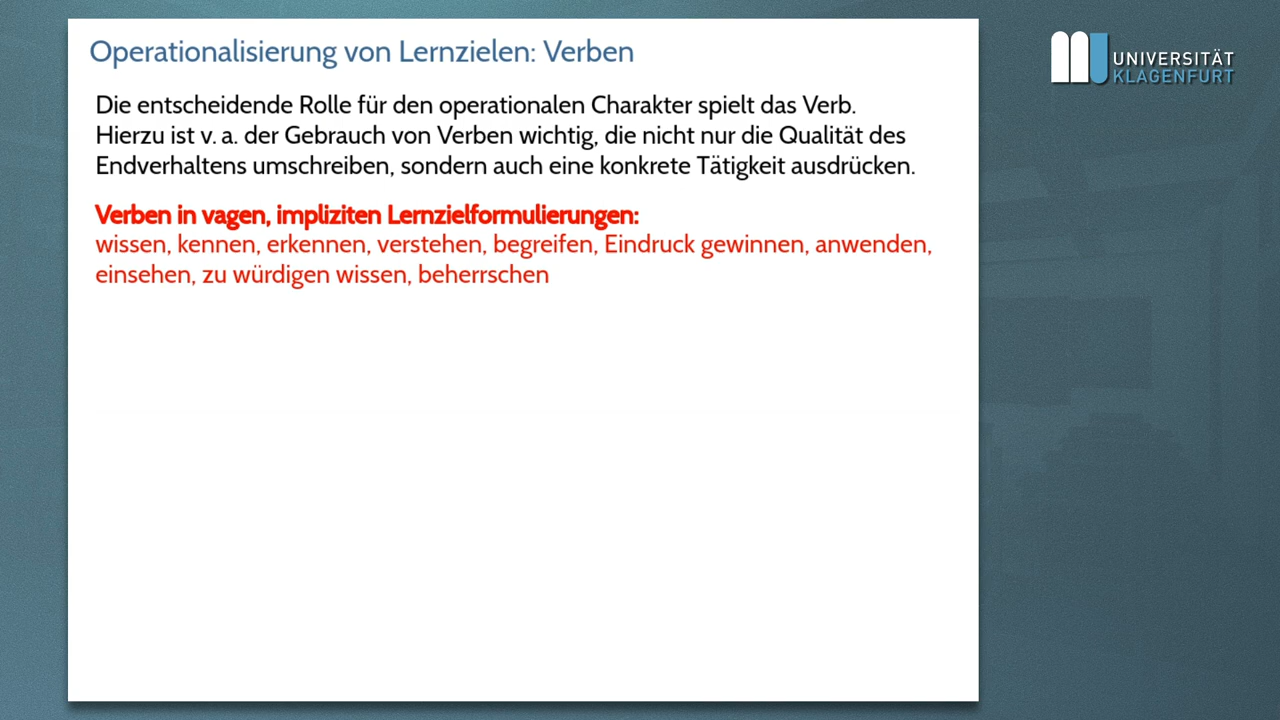 Operationalisierung von Lernzielen: Verben
UNIVERSITÄT
KLAGENFURT
Die entscheidende Rolle für den operationalen Charakter spielt das Verb.
Hierzu ist v. a. der Gebrauch von Verben wichtig, die nicht nur die Qualität des
Endverhaltens umschreiben, sondern auch eine konkrete Tätigkeit ausdrücken.
Verben in vagen, impliziten Lernzielformulierungen:
wissen, kennen, erkennen, verstehen, begreifen, Eindruck gewinnen, anwenden,
einsehen, zu würdigen wissen, beherrschen